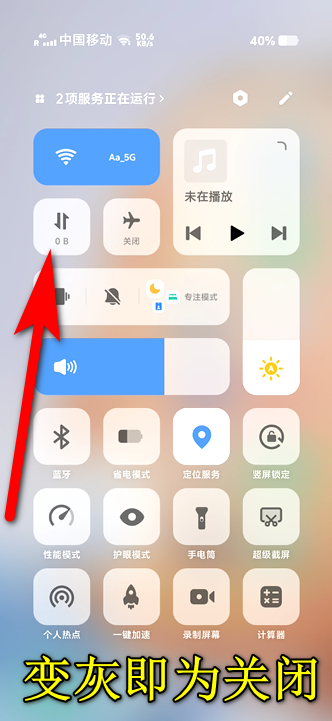 4G
R 中国移动 50.6 KB/s 40%
2项服务正在运行 >
Aa_5G
未在播放
0 B 关闭
专注模式
A
蓝牙 省电模式 定位服务 竖屏锁定
性能模式 护眼模式 手电筒 超级截屏
个人热点 一键加速 录制屏幕 计算器
变灰即为关闭